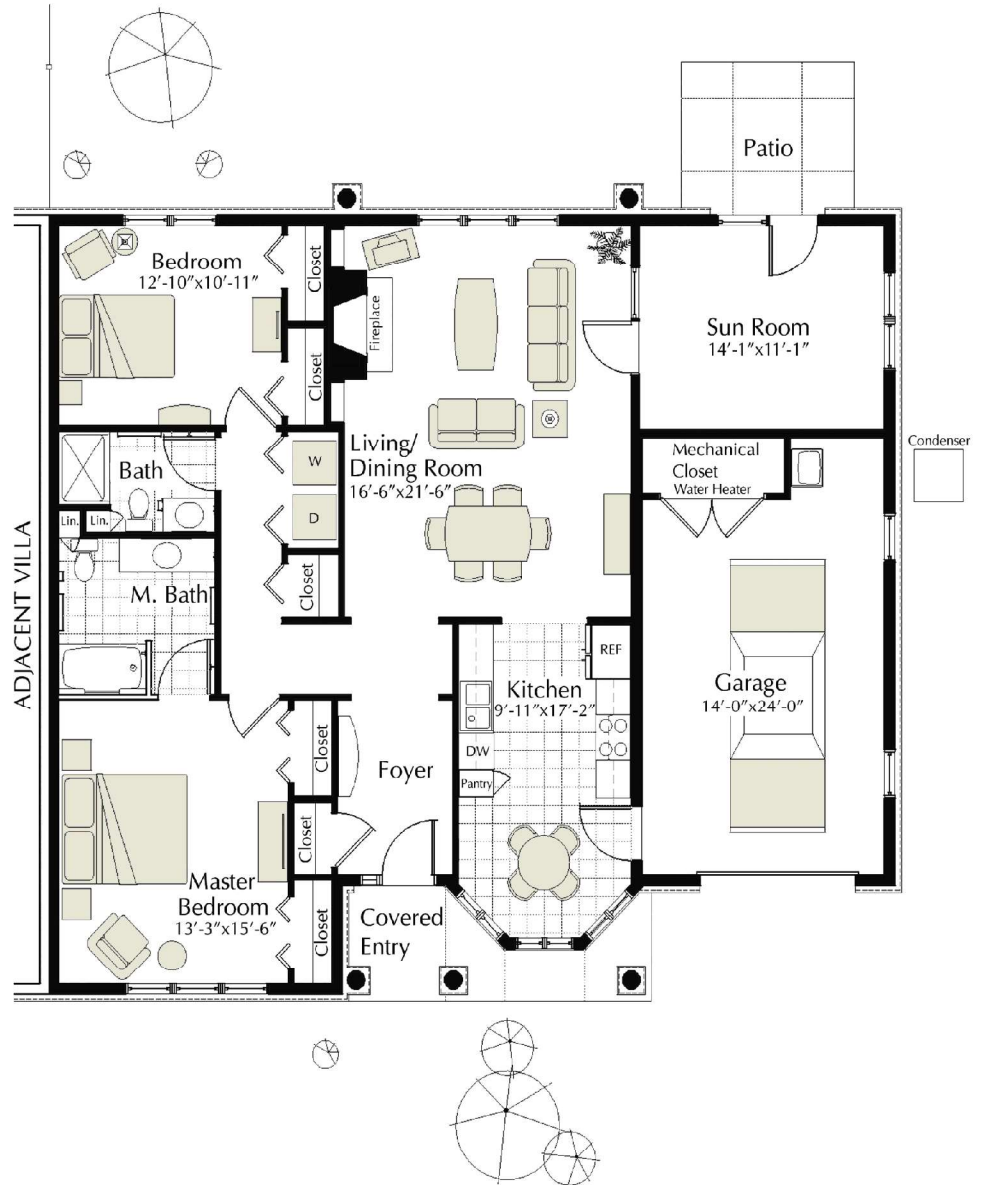 Patio
Bedroom
12’-10”x10’-11”
Closet
Closet
Fireplace
Sun Room
14’-1”x11’-1”
Living/
Dining Room
16’-6”x21’-6”
Bath
W
D
Lin.
Lin.
Mechanical
Closet
Water Heater
Condenser
ADJACENT VILLA
M. Bath
Closet
REF
Kitchen
9’-11”x17’-2”
DW
Pantry
Garage
14’-0”x24’-0”
Closet
Foyer
Closet
Master
Bedroom
13’-3”x15’-6”
Closet
Covered
Entry